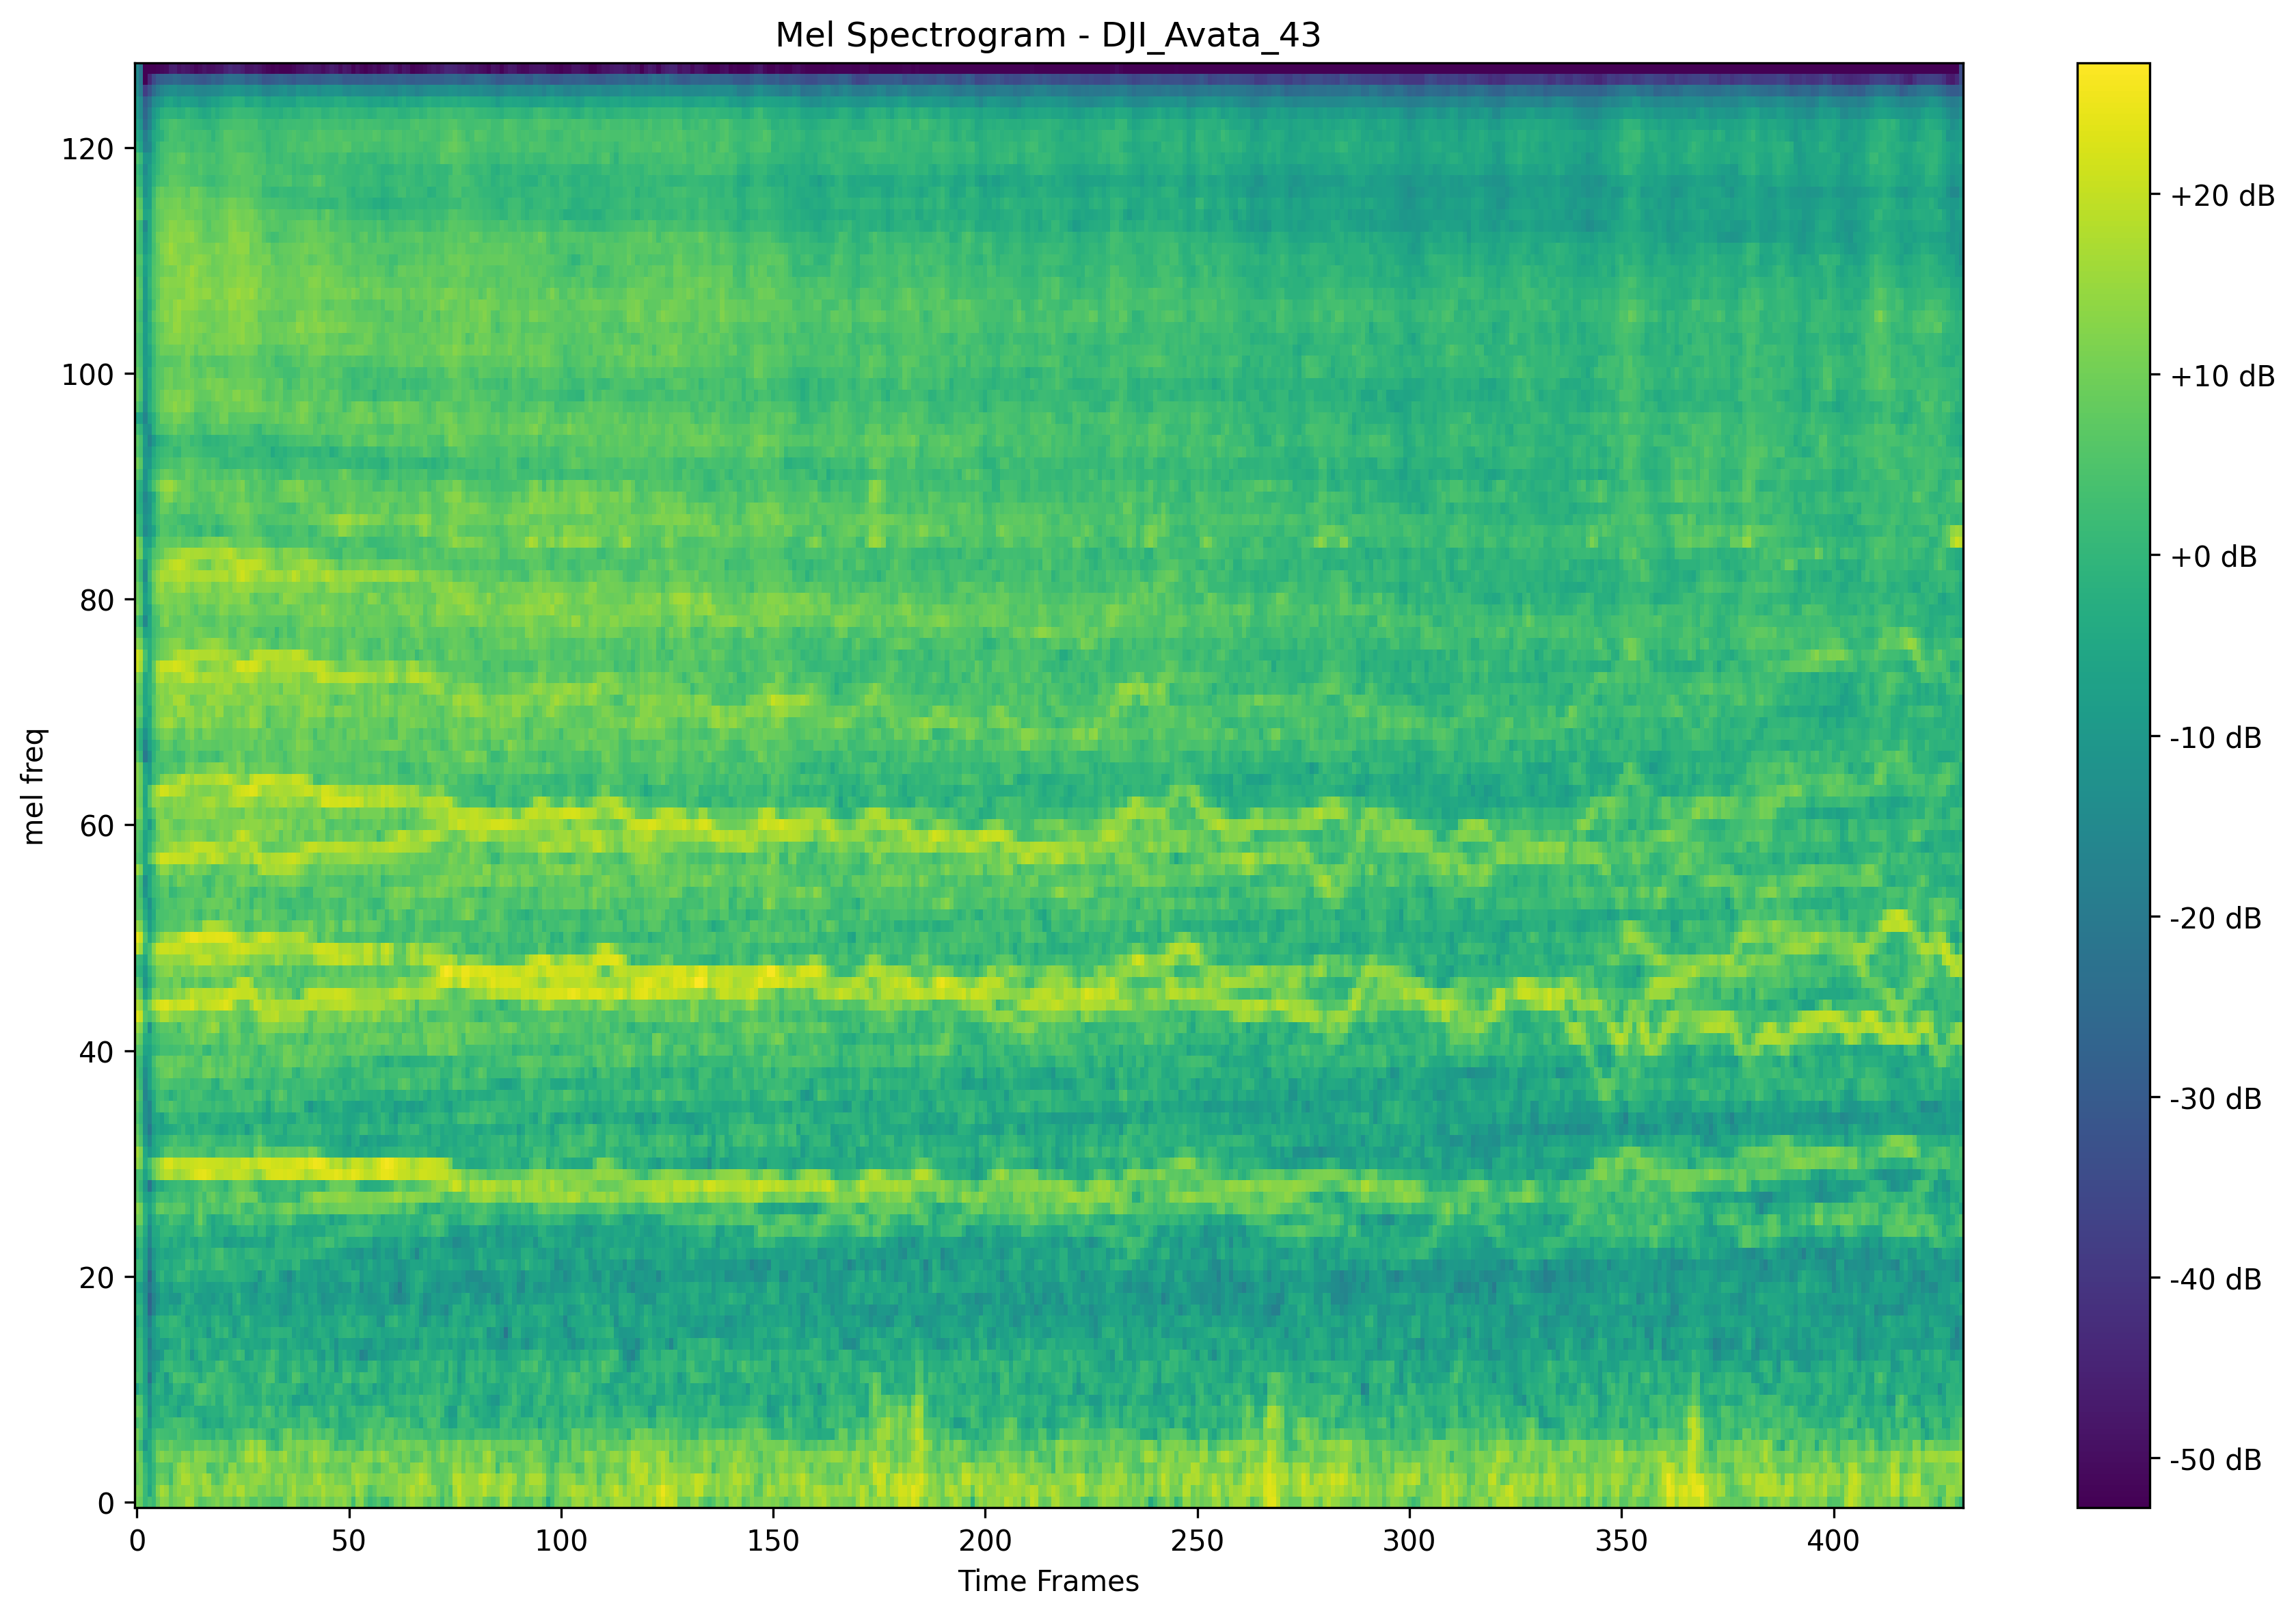 Mel Spectrogram - DJI_Avata_43
mel freq
120
100
80
60
40
20
0
0 50 100 150 200 250 300 350 400
Time Frames
+20 dB
+10 dB
+0 dB
-10 dB
-20 dB
-30 dB
-40 dB
-50 dB